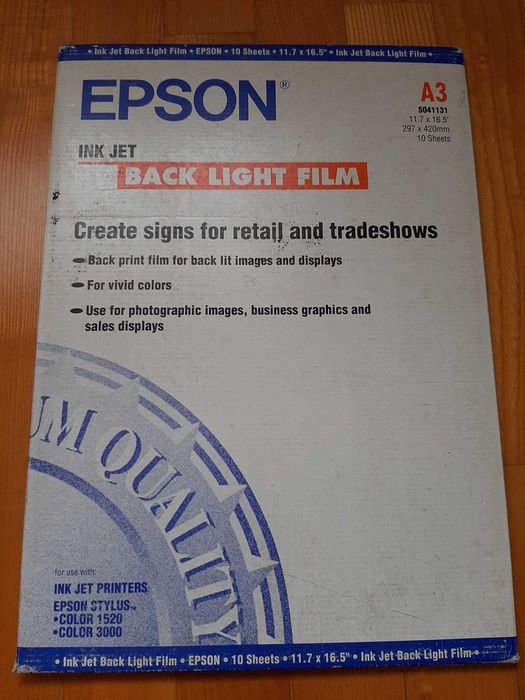 • Ink Jet Back Light Film • EPSON • 10 Sheets • 11.7 x 16.5" • Ink Jet Back Light Film •
EPSON®
A3
S041131
11.7 x 16.5"
297 x 420mm
10 Sheets
INK JET
BACK LIGHT FILM
Create signs for retail and tradeshows
Back print film for back lit images and displays
For vivid colors
Use for photographic images, business graphics and
sales displays
UM QUALITY
for use with:
INK JET PRINTERS
EPSON STYLUS™
•COLOR 1520
•COLOR 3000
• Ink Jet Back Light Film • EPSON • 10 Sheets • 11.7 x 16.5" • Ink Jet Back Light Film •